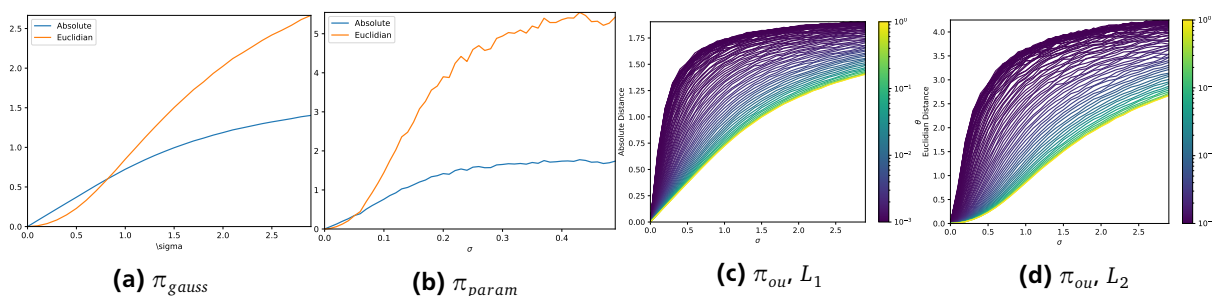 Absolute
Euclidian
2.5
2.0
1.5
1.0
0.5
0.0
0.0 0.5 1.0 1.5 2.0 2.5
\sigma
(a) π_gauss
Absolute
Euclidian
5
4
3
2
1
0
0.0 0.1 0.2 0.3 0.4
σ
(b) π_param
Absolute Distance
1.75
1.50
1.25
1.00
0.75
0.50
0.25
0.00
0.0 0.5 1.0 1.5 2.0 2.5
σ
10⁰
10⁻¹
10⁻²
10⁻³
(c) π_ou, L₁
θ
Euclidian Distance
4.0
3.5
3.0
2.5
2.0
1.5
1.0
0.5
0.0
0.0 0.5 1.0 1.5 2.0 2.5
σ
10⁰
(d) π_ou, L₂